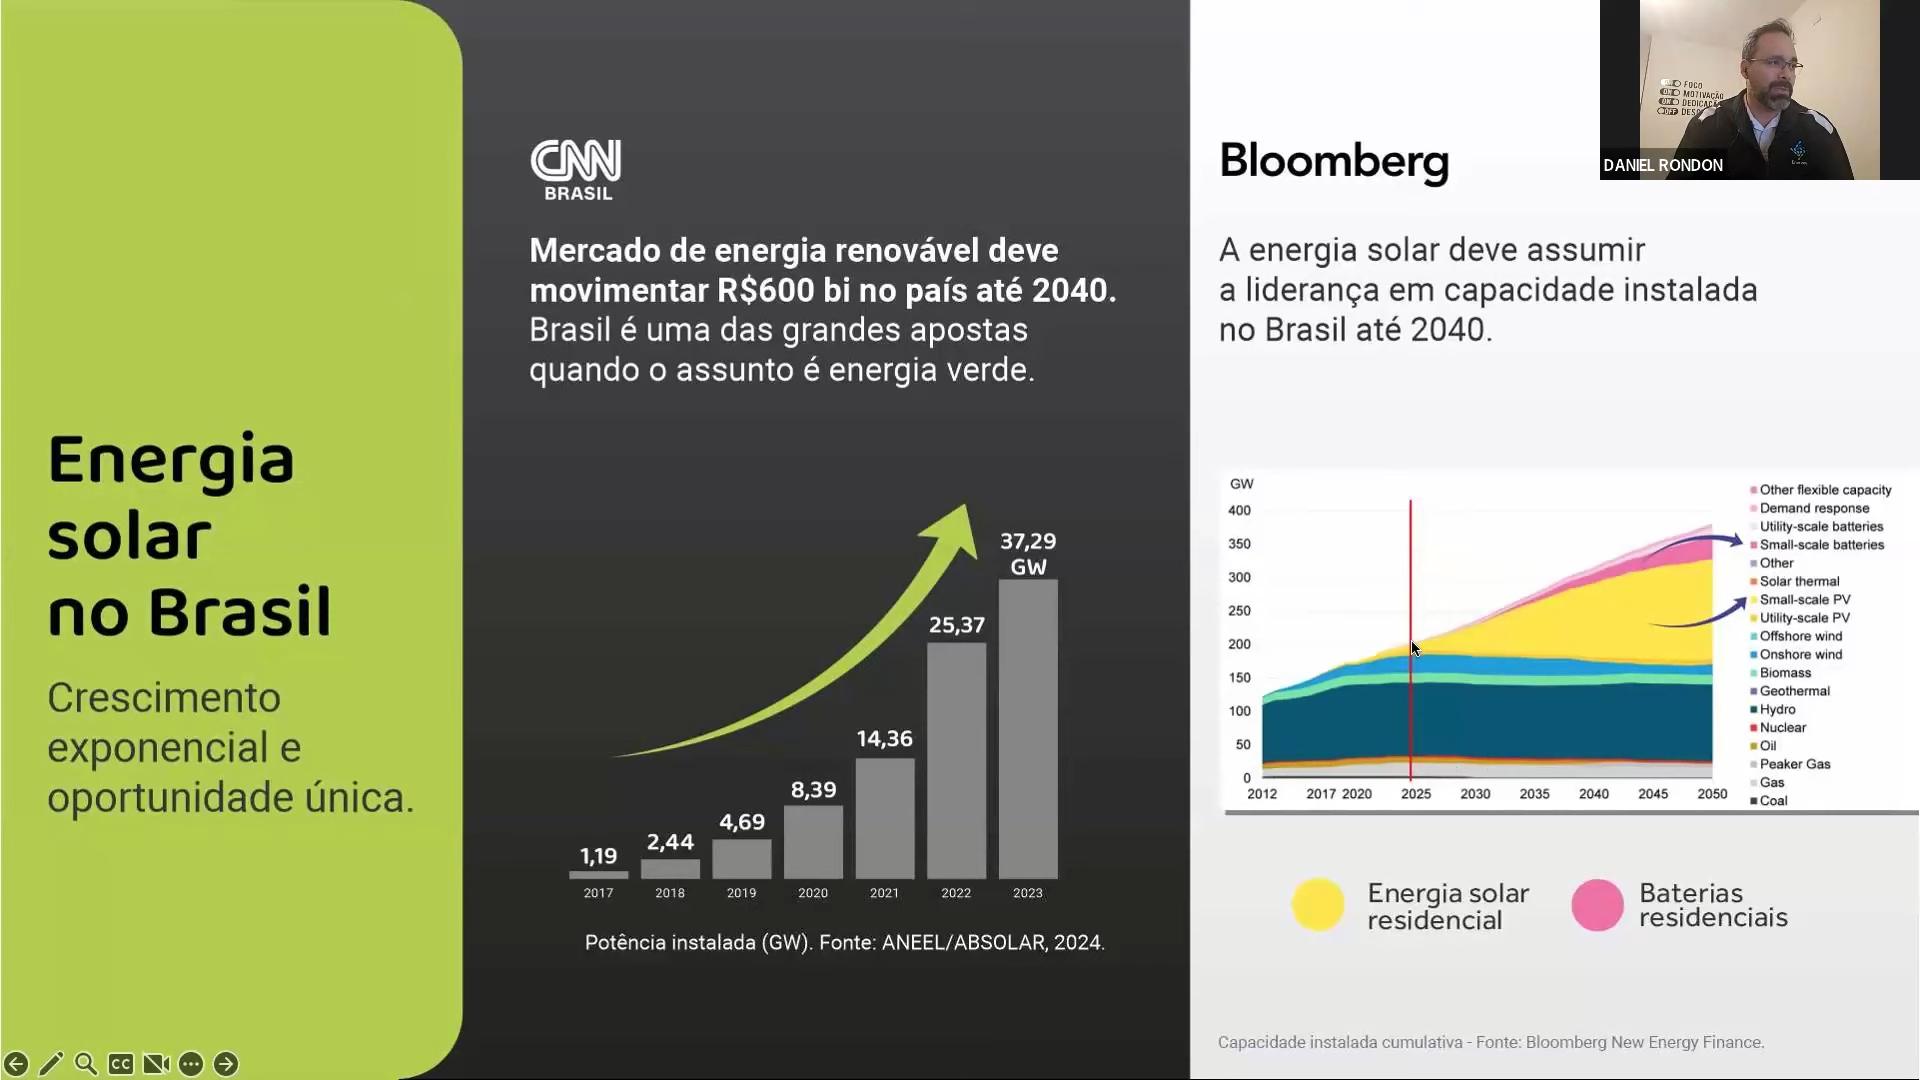 Energia
solar
no Brasil
Crescimento
exponencial e
oportunidade única.
CNN
BRASIL
Mercado de energia renovável deve
movimentar R$600 bi no país até 2040.
Brasil é uma das grandes apostas
quando o assunto é energia verde.
37,29
GW
25,37
14,36
8,39
4,69
2,44
1,19
2017 2018 2019 2020 2021 2022 2023
Potência instalada (GW). Fonte: ANEEL/ABSOLAR, 2024.
Bloomberg
A energia solar deve assumir
a liderança em capacidade instalada
no Brasil até 2040.
GW
400
350
300
250
200
150
100
50
0
2012 2017 2020 2025 2030 2035 2040 2045 2050
Other flexible capacity
Demand response
Utility-scale batteries
Small-scale batteries
Other
Solar thermal
Small-scale PV
Utility-scale PV
Offshore wind
Onshore wind
Biomass
Geothermal
Hydro
Nuclear
Oil
Peaker Gas
Gas
Coal
Energia solar
residencial
Baterias
residenciais
Capacidade instalada cumulativa - Fonte: Bloomberg New Energy Finance.
FOCO
MOTIVAÇÃO
DANIEL RONDON
CC